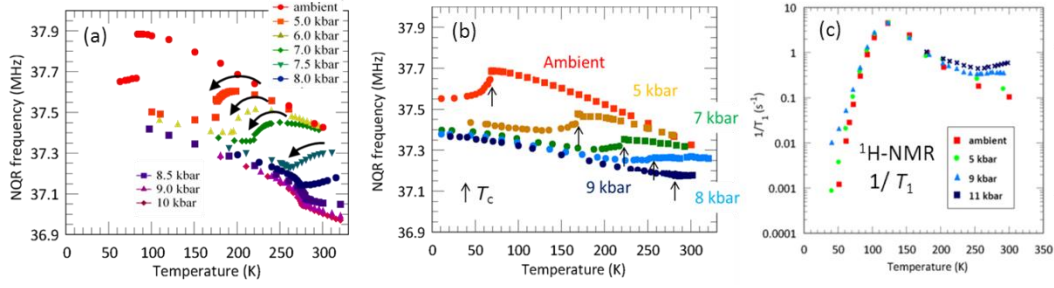 (a)
NQR frequency (MHz)
37.9
37.7
37.5
37.3
37.1
36.9
ambient
5.0 kbar
6.0 kbar
7.0 kbar
7.5 kbar
8.0 kbar
8.5 kbar
9.0 kbar
10 kbar
0 50 100 150 200 250 300
Temperature (K)
(b)
NQR frequency (MHz)
37.9
37.7
37.5
37.3
37.1
36.9
Ambient
5 kbar
7 kbar
9 kbar
8 kbar
Tc
0 50 100 150 200 250 300
Temperature (K)
(c)
1/T1 (s-1)
10
1
0.1
0.01
0.001
0.0001
1H-NMR
1/ T1
ambient
5 kbar
9 kbar
11 kbar
0 50 100 150 200 250 300 350
Temperature (K)